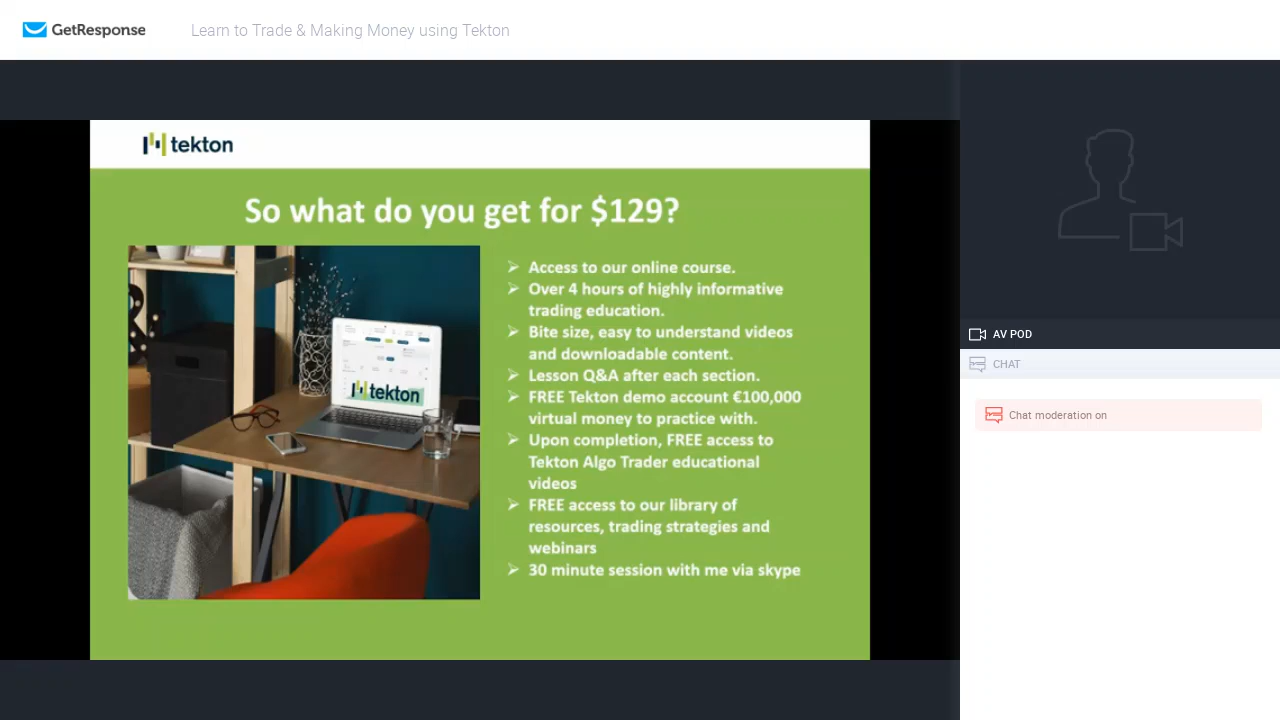 GetResponse
Learn to Trade & Making Money using Tekton
tekton
So what do you get for $129?
tekton
➢ Access to our online course.
➢ Over 4 hours of highly informative
trading education.
➢ Bite size, easy to understand videos
and downloadable content.
➢ Lesson Q&A after each section.
➢ FREE Tekton demo account €100,000
virtual money to practice with.
➢ Upon completion, FREE access to
Tekton Algo Trader educational
videos
➢ FREE access to our library of
resources, trading strategies and
webinars
➢ 30 minute session with me via skype
AV POD
CHAT
Chat moderation on